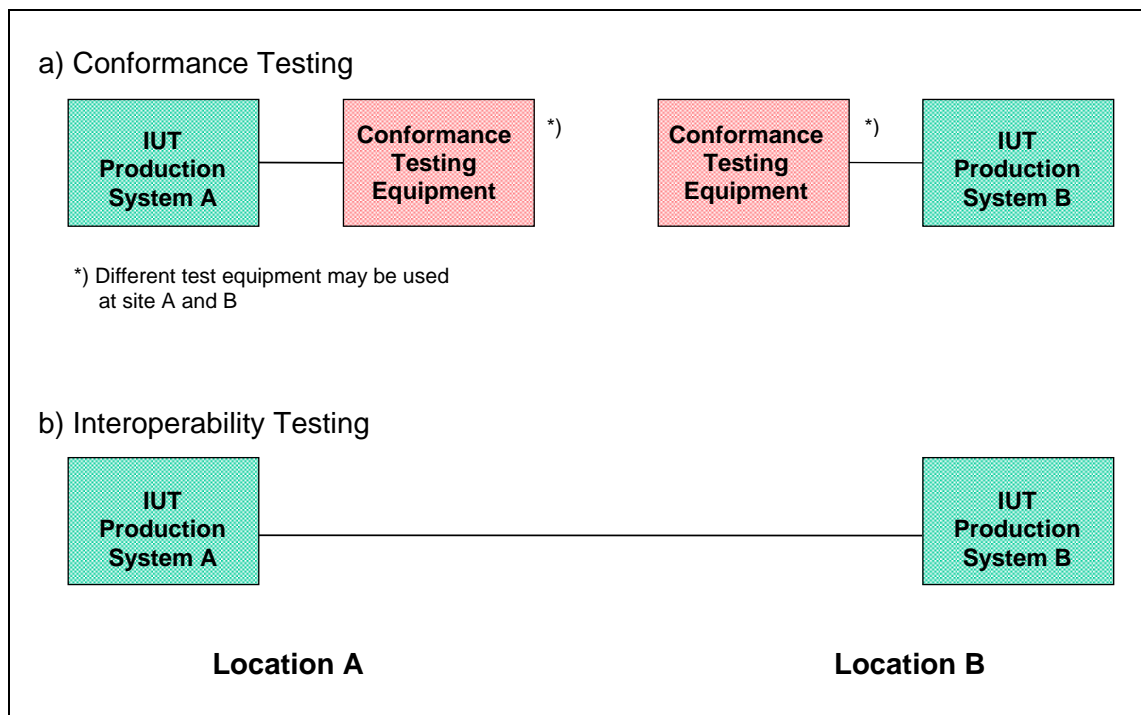 a) Conformance Testing
IUT
Production
System A
Conformance
Testing
Equipment
*)
Conformance
Testing
Equipment
*)
IUT
Production
System B
*) Different test equipment may be used
at site A and B
b) Interoperability Testing
IUT
Production
System A
IUT
Production
System B
Location A
Location B